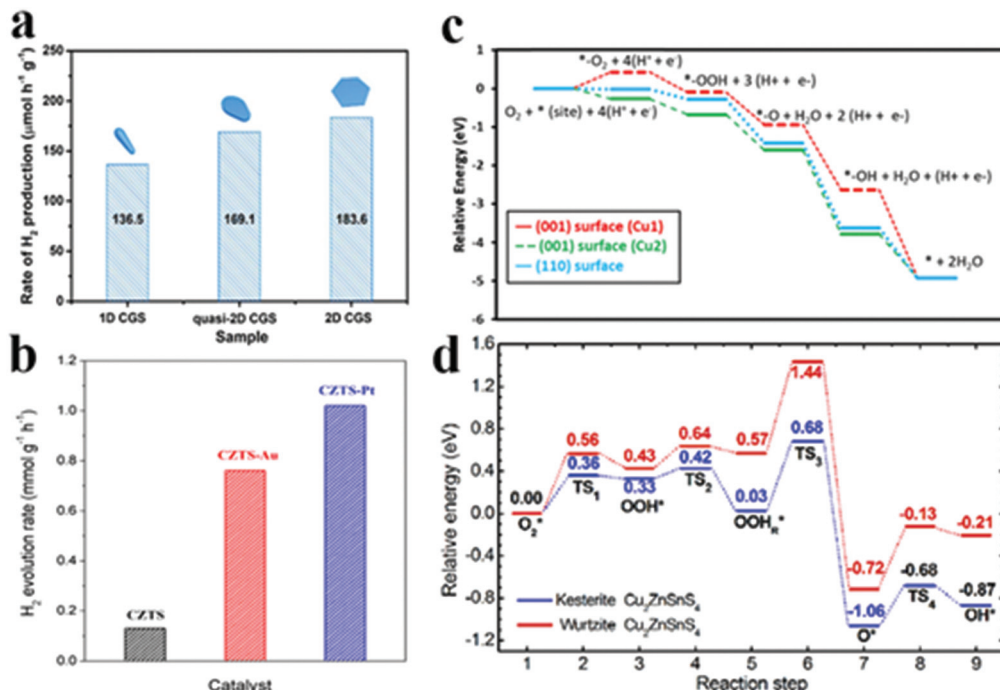 a
Rate of H₂ production (μmol h⁻¹ g⁻¹)
250
200
150
100
50
0
136.5
169.1
183.6
1D CGS
quasi-2D CGS
2D CGS
Sample
b
H₂ evolution rate (mmol g⁻¹ h⁻¹)
1.2
1.0
0.8
0.6
0.4
0.2
0.0
CZTS
CZTS-Au
CZTS-Pt
Catalyst
c
Relative Energy (eV)
1
0
-1
-2
-3
-4
-5
-6
*-O₂ + 4(H⁺ + e⁻)
*-OOH + 3 (H+ + e-)
O₂ + * (site) + 4(H⁺ + e⁻)
*-O + H₂O + 2 (H+ + e-)
*-OH + H₂O + (H+ + e-)
* + 2H₂O
(001) surface (Cu1)
(001) surface (Cu2)
(110) surface
d
Relative energy (eV)
1.6
1.2
0.8
0.4
0.0
-0.4
-0.8
-1.2
0.00
O₂*
0.56
0.36
TS₁
0.43
0.33
OOH*
0.64
0.42
TS₂
0.57
0.03
OOH_R*
1.44
0.68
TS₃
-0.72
-1.06
O*
-0.13
-0.68
TS₄
-0.21
-0.87
OH*
Kesterite Cu₂ZnSnS₄
Wurtzite Cu₂ZnSnS₄
1 2 3 4 5 6 7 8 9
Reaction step